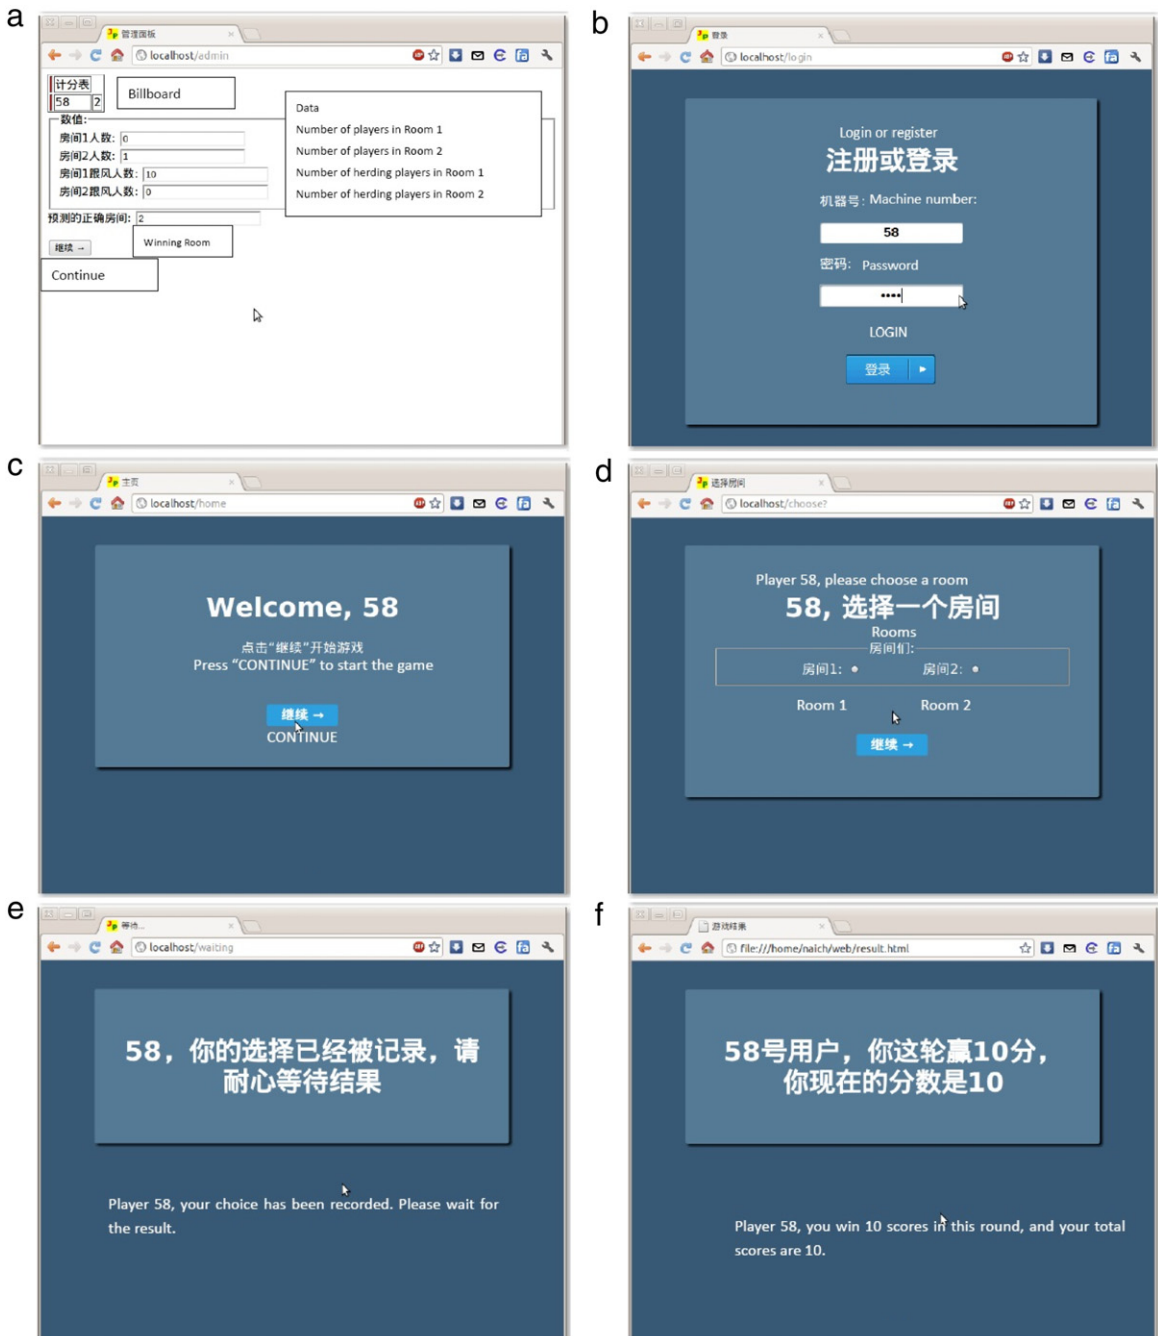 a
管理面板
localhost/admin
计分表
58 2
Billboard
数值:
房间1人数: 0
房间2人数: 1
房间1跟风人数: 10
房间2跟风人数: 0
Data
Number of players in Room 1
Number of players in Room 2
Number of herding players in Room 1
Number of herding players in Room 2
预测的正确房间: 2
Winning Room
继续 →
Continue
b
登录
localhost/login
Login or register
注册或登录
机器号: Machine number:
58
密码: Password
••••
LOGIN
登录
c
主页
localhost/home
Welcome, 58
点击“继续”开始游戏
Press “CONTINUE” to start the game
继续 →
CONTINUE
d
选择房间
localhost/choose?
Player 58, please choose a room
58, 选择一个房间
Rooms
房间们:
房间1: 房间2:
Room 1 Room 2
继续 →
e
等待...
localhost/waiting
58，你的选择已经被记录，请
耐心等待结果
Player 58, your choice has been recorded. Please wait for
the result.
f
游戏结果
file:///home/naich/web/result.html
58号用户，你这轮赢10分，
你现在的分数是10
Player 58, you win 10 scores in this round, and your total
scores are 10.